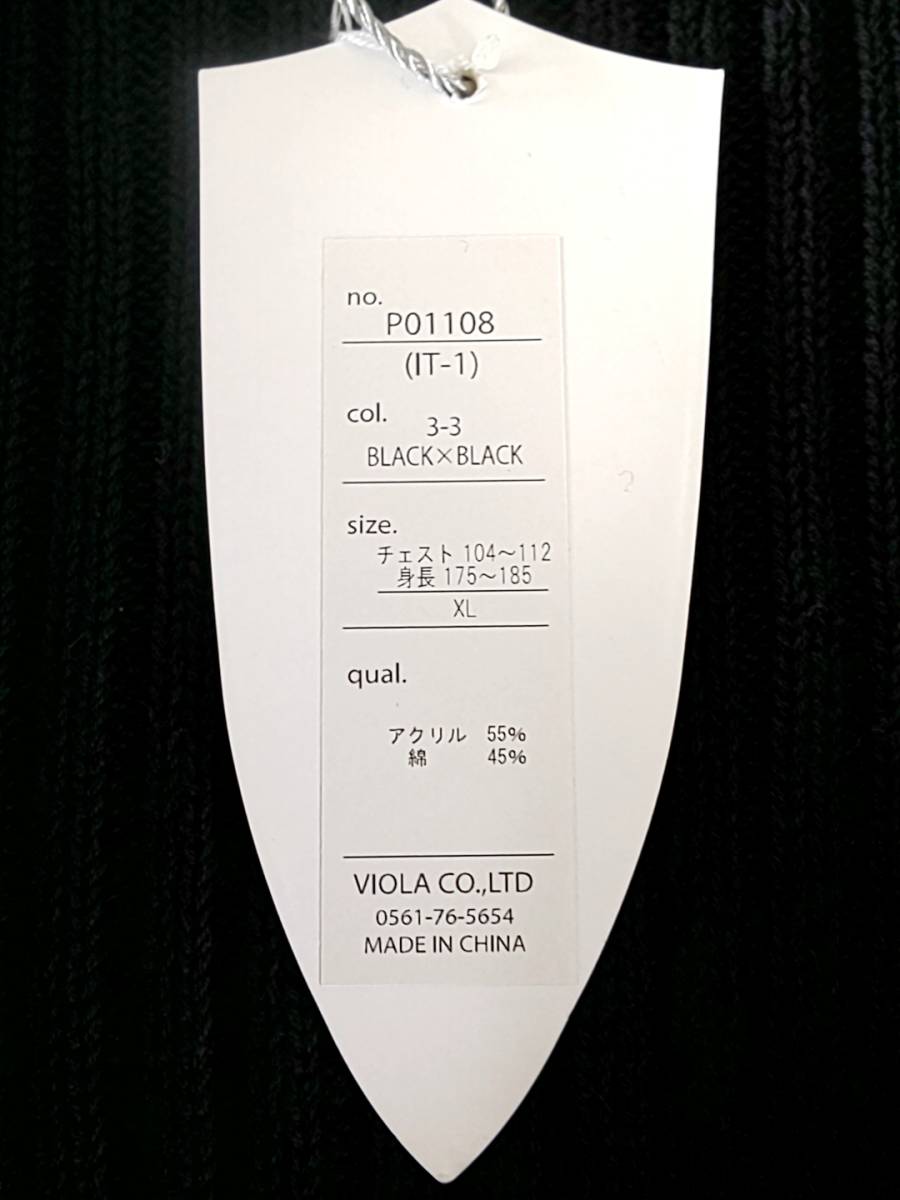 no.
P01108
(IT-1)
col.
3-3
BLACK×BLACK
size.
チェスト 104〜112
身長 175〜185
XL
qual.
アクリル 55%
綿 45%
VIOLA CO.,LTD
0561-76-5654
MADE IN CHINA